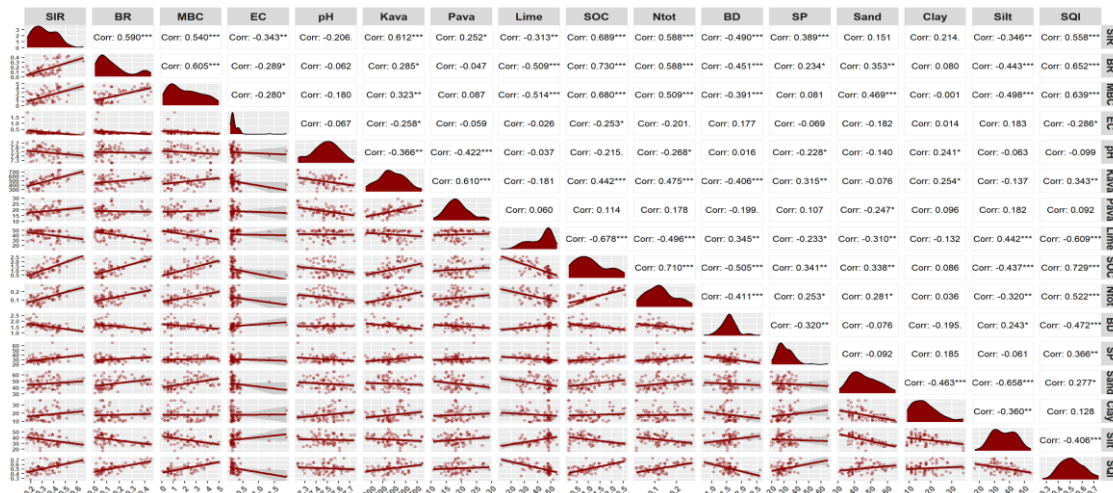 SIR BR MBC EC pH Kava Pava Lime SOC Ntot BD SP Sand Clay Silt SQI
Corr: 0.590*** Corr: 0.540*** Corr: -0.343** Corr: -0.206. Corr: 0.612*** Corr: 0.252* Corr: -0.313** Corr: 0.689*** Corr: 0.588*** Corr: -0.490*** Corr: 0.389*** Corr: 0.151 Corr: 0.214. Corr: -0.346** Corr: 0.558*** SIR
Corr: 0.605*** Corr: -0.289* Corr: -0.062 Corr: 0.285* Corr: -0.047 Corr: -0.509*** Corr: 0.730*** Corr: 0.588*** Corr: -0.451*** Corr: 0.234* Corr: 0.353** Corr: 0.080 Corr: -0.443*** Corr: 0.652*** BR
Corr: -0.280* Corr: -0.180 Corr: 0.323** Corr: 0.087 Corr: -0.514*** Corr: 0.680*** Corr: 0.509*** Corr: -0.391*** Corr: 0.081 Corr: 0.469*** Corr: -0.001 Corr: -0.498*** Corr: 0.639*** MBC
Corr: -0.067 Corr: -0.258* Corr: -0.059 Corr: -0.026 Corr: -0.253* Corr: -0.201. Corr: 0.177 Corr: -0.069 Corr: -0.182 Corr: 0.014 Corr: 0.183 Corr: -0.286* EC
Corr: -0.366** Corr: -0.422*** Corr: -0.037 Corr: -0.215. Corr: -0.268* Corr: 0.016 Corr: -0.228* Corr: -0.140 Corr: 0.241* Corr: -0.063 Corr: -0.099 pH
Corr: 0.610*** Corr: -0.181 Corr: 0.442*** Corr: 0.475*** Corr: -0.406*** Corr: 0.315** Corr: -0.076 Corr: 0.254* Corr: -0.137 Corr: 0.343** Kava
Corr: 0.060 Corr: 0.114 Corr: 0.178 Corr: -0.199. Corr: 0.107 Corr: -0.247* Corr: 0.096 Corr: 0.182 Corr: 0.092 Pava
Corr: -0.678*** Corr: -0.496*** Corr: 0.345** Corr: -0.233* Corr: -0.310** Corr: -0.132 Corr: 0.442*** Corr: -0.609*** Lime
Corr: 0.710*** Corr: -0.505*** Corr: 0.341** Corr: 0.338** Corr: 0.086 Corr: -0.437*** Corr: 0.729*** SOC
Corr: -0.411*** Corr: 0.253* Corr: 0.281* Corr: 0.036 Corr: -0.320** Corr: 0.522*** Ntot
Corr: -0.320** Corr: -0.076 Corr: -0.195. Corr: 0.243* Corr: -0.472*** BD
Corr: -0.092 Corr: 0.185 Corr: -0.061 Corr: 0.366** SP
Corr: -0.463*** Corr: -0.658*** Corr: 0.277* Sand
Corr: -0.360** Corr: 0.128 Clay
Corr: -0.406*** Silt
SQI